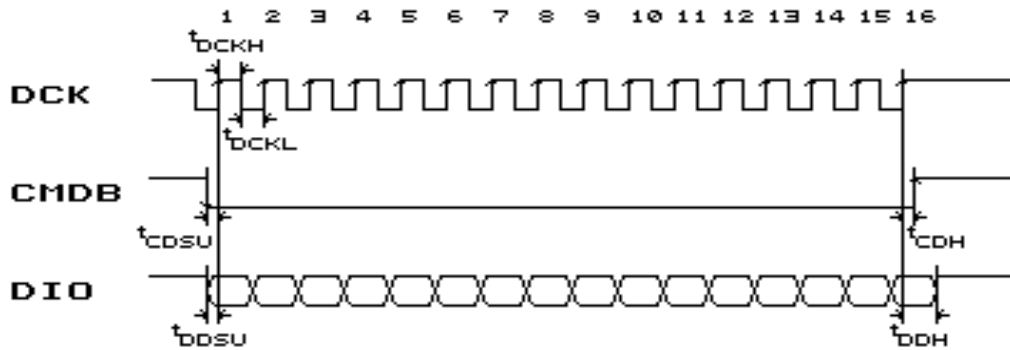 1 2 3 4 5 6 7 8 9 10 11 12 13 14 15 16
tDCKH
DCK
tDCKL
CMDB
tCDSU tCDH
DIO
tDDSU tDDH